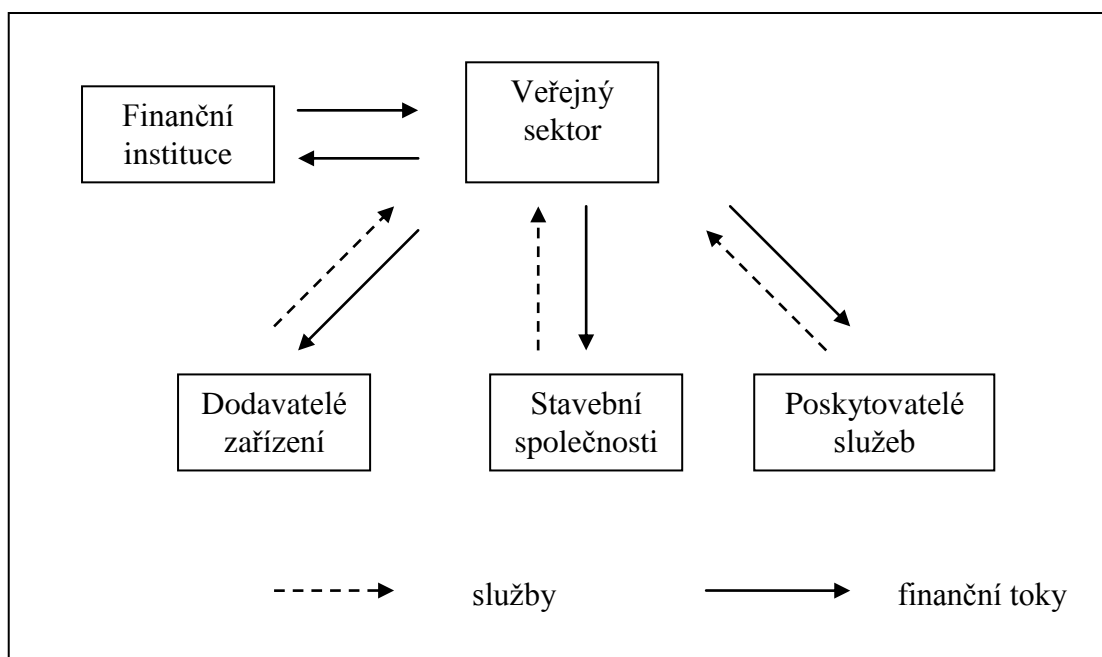 Finanční
instituce
Veřejný
sektor
Dodavatelé
zařízení
Stavební
společnosti
Poskytovatelé
služeb
služby
finanční toky